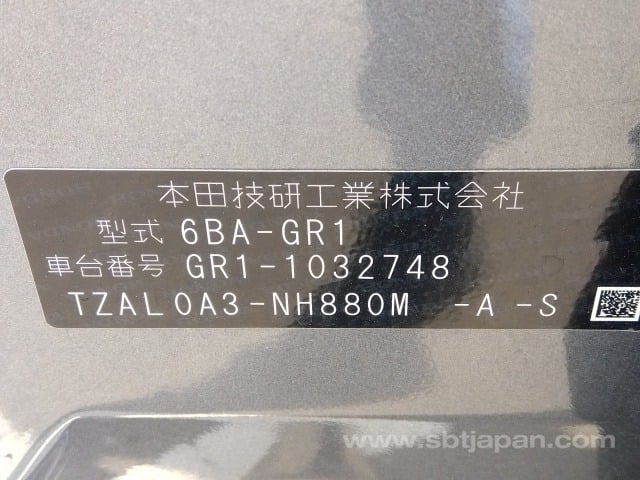 本田技研工業株式会社
型式 6BA-GR1
車台番号 GR1-1032748
TZAL0A3-NH880M -A -S
www.sbtjapan.com